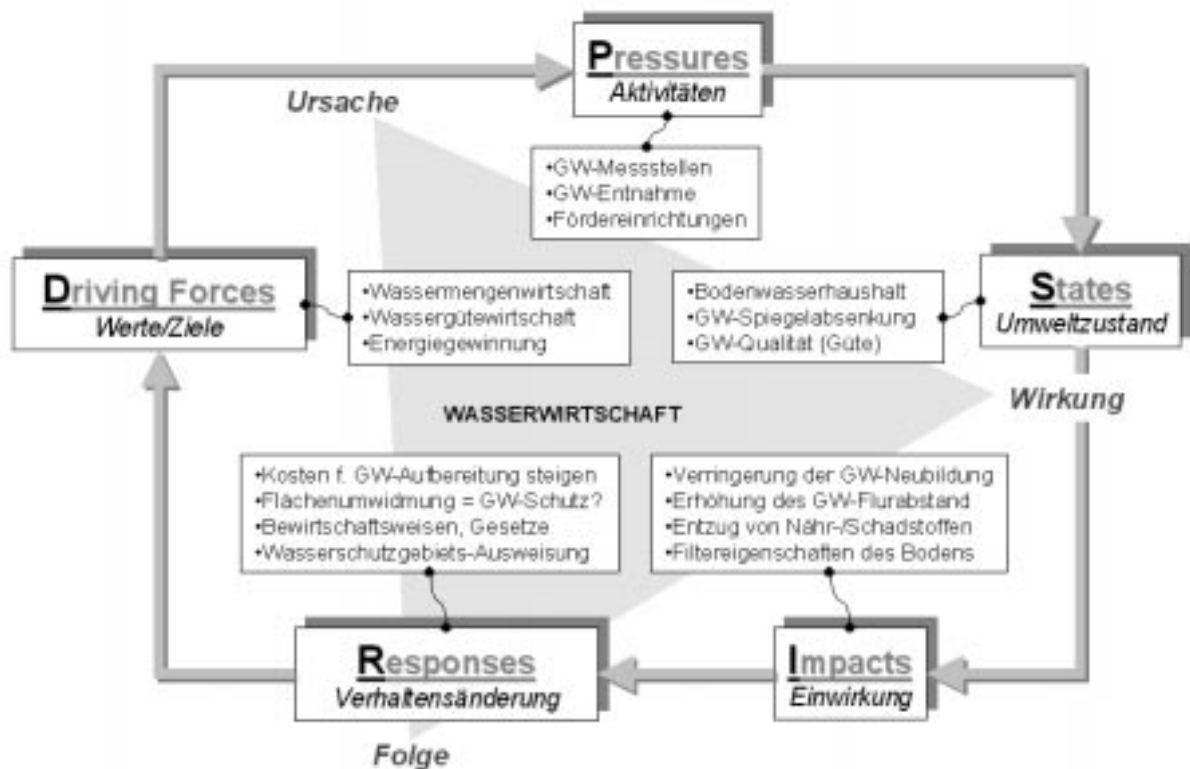 Pressures
Aktivitäten
Ursache
•GW-Messstellen
•GW-Entnahme
•Fördereinrichtungen
Driving Forces
Werte/Ziele
•Wassermengenwirtschaft
•Wassergütewirtschaft
•Energiegewinnung
•Bodenwasserhaushalt
•GW-Spiegelabsenkung
•GW-Qualität (Güte)
States
Umweltzustand
Wirkung
WASSERWIRTSCHAFT
•Kosten f. GW-Aufbereitung steigen
•Flächenumwidmung = GW-Schutz?
•Bewirtschaftsweisen, Gesetze
•Wasserschutzgebiets-Ausweisung
•Verringerung der GW-Neubildung
•Erhöhung des GW-Flurabstand
•Entzug von Nähr-/Schadstoffen
•Filtereigenschaften des Bodens
Responses
Verhaltensänderung
Impacts
Einwirkung
Folge